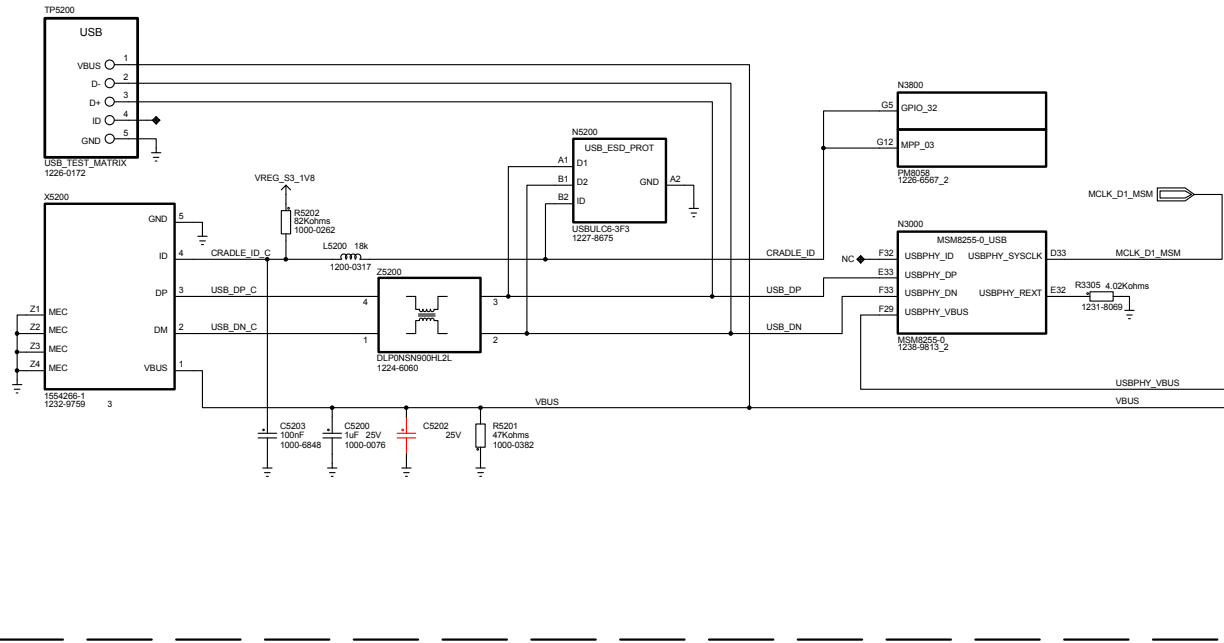 TP5200
USB
VBUS 1
D- 2
D+ 3
ID 4
GND 5
USB_TEST_MATRIX
1226-0172
N5200
USB_ESD_PROT
A1 D1
B1 D2
B2 ID
GND A2
USBULC6-3F3
1227-8675
N3800
G5 GPIO_32
G12 MPP_03
PM8058
1226-6567_2
MCLK_D1_MSM
X5200
GND 5
ID 4
DP 3
DM 2
VBUS 1
Z1 MEC
Z2 MEC
Z3 MEC
Z4 MEC
1554266-1
1232-9759 3
VREG_S3_1V8
R5202
82Kohms
1000-0262
CRADLE_ID_C
L5200 18k
1200-0317
CRADLE_ID
USB_DP_C
USB_DN_C
Z5200
4
3
1
2
DLP0NSN900HL2L
1224-6060
USB_DP
USB_DN
N3000
MSM8255-0_USB
NC F32 USBPHY_ID
E33 USBPHY_DP
F33 USBPHY_DN
F29 USBPHY_VBUS
USBPHY_SYSCLK D33
MCLK_D1_MSM
USBPHY_REXT E32
R3305 4.02Kohms
1231-8069
MSM8255-0
1238-9813_2
USBPHY_VBUS
VBUS
VBUS
C5203
100nF
1000-6848
C5200
1uF 25V
1000-0076
C5202
25V
R5201
47Kohms
1000-0382